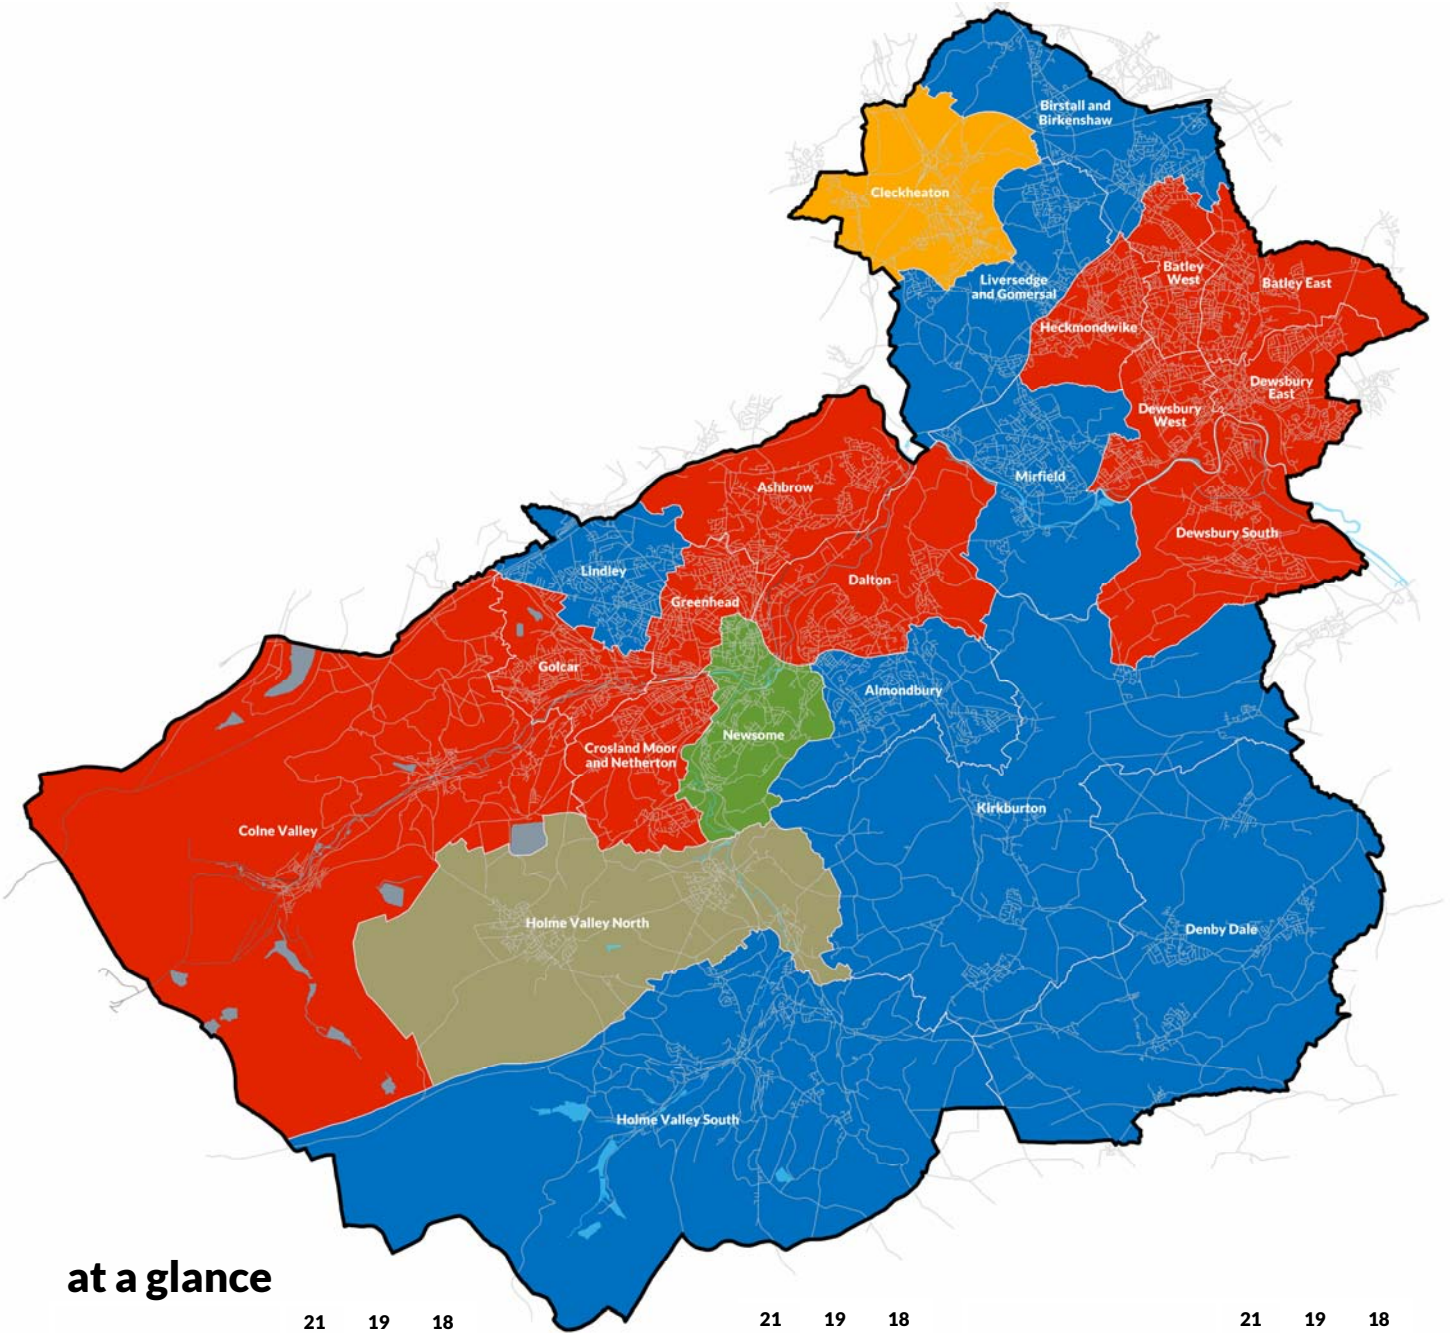 Birstall and
Birkenshaw
Cleckheaton
Batley
West
Batley East
Liversedge
and Gomersal
Heckmondwike
Dewsbury
East
Dewsbury
West
Mirfield
Ashbrow
Dewsbury South
Lindley
Dalton
Greenhead
Golcar
Almondbury
Newsome
Crosland Moor
and Netherton
Kirkburton
Colne Valley
Holme Valley North
Denby Dale
Holme Valley South
at a glance
21 19 18 21 19 18 21 19 18